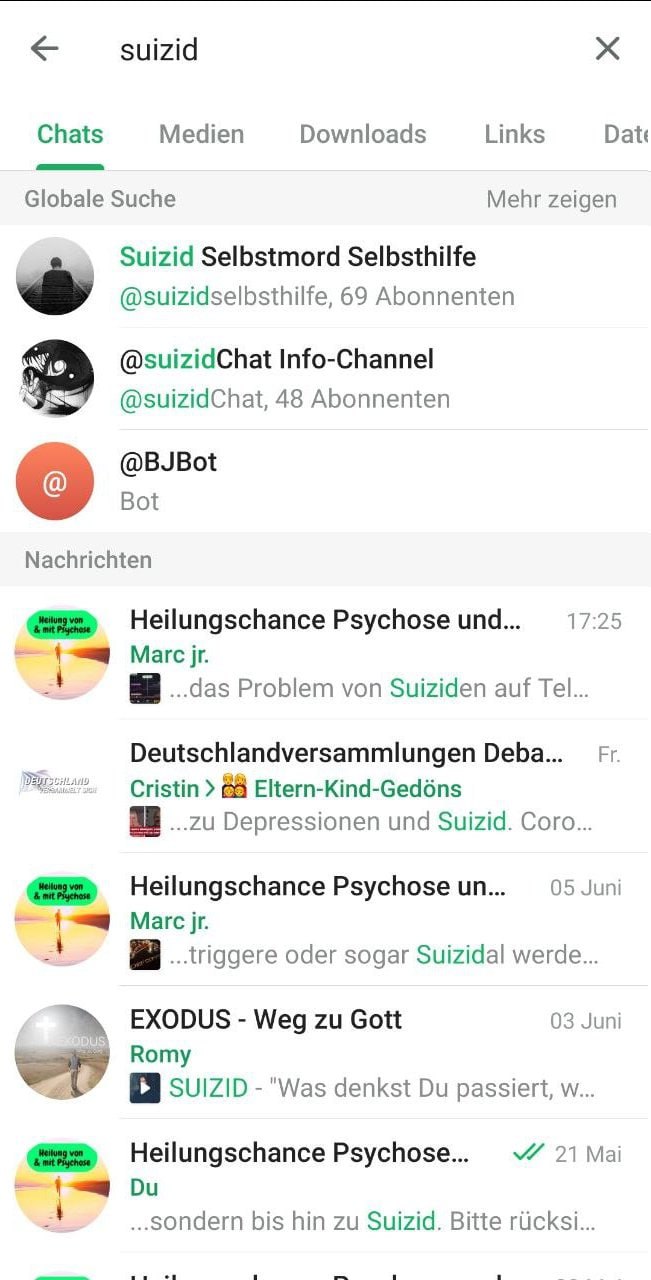 suizid
Chats Medien Downloads Links Date
Globale Suche Mehr zeigen
Suizid Selbstmord Selbsthilfe
@suizidselbsthilfe, 69 Abonnenten
@suizidChat Info-Channel
@suizidChat, 48 Abonnenten
@
@BJBot
Bot
Nachrichten
Heilung von
& mit Psychose
Heilungschance Psychose und... 17:25
Marc jr.
...das Problem von Suiziden auf Tel...
DEUTSCHLAND
VERSAMMELT SICH
Deutschlandversammlungen Deba... Fr.
Cristin > 👨‍👩‍👧‍👦 Eltern-Kind-Gedöns
...zu Depressionen und Suizid. Coro...
Heilung von
& mit Psychose
Heilungschance Psychose un... 05 Juni
Marc jr.
...triggere oder sogar Suizidal werde...
EXODUS
Weg zu Gott
EXODUS - Weg zu Gott 03 Juni
Romy
SUIZID - "Was denkst Du passiert, w...
Heilung von
& mit Psychose
Heilungschance Psychose... 21 Mai
Du
...sondern bis hin zu Suizid. Bitte rücksi...